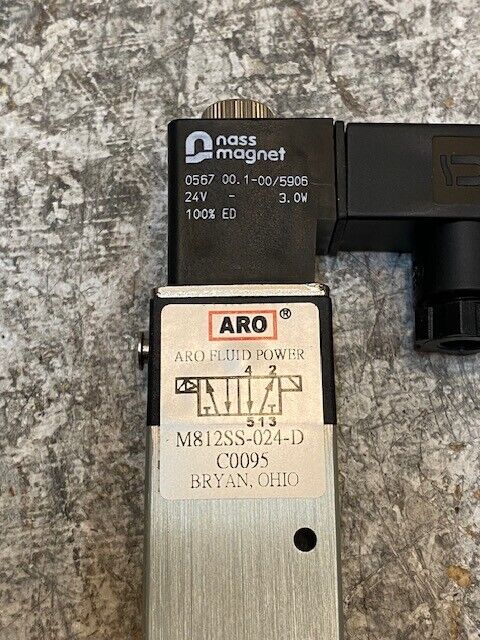 nass
magnet
0567 00.1-00/5906
24V - 3.0W
100% ED
ARO ®
ARO FLUID POWER
4 2
5 1 3
M812SS-024-D
C0095
BRYAN, OHIO